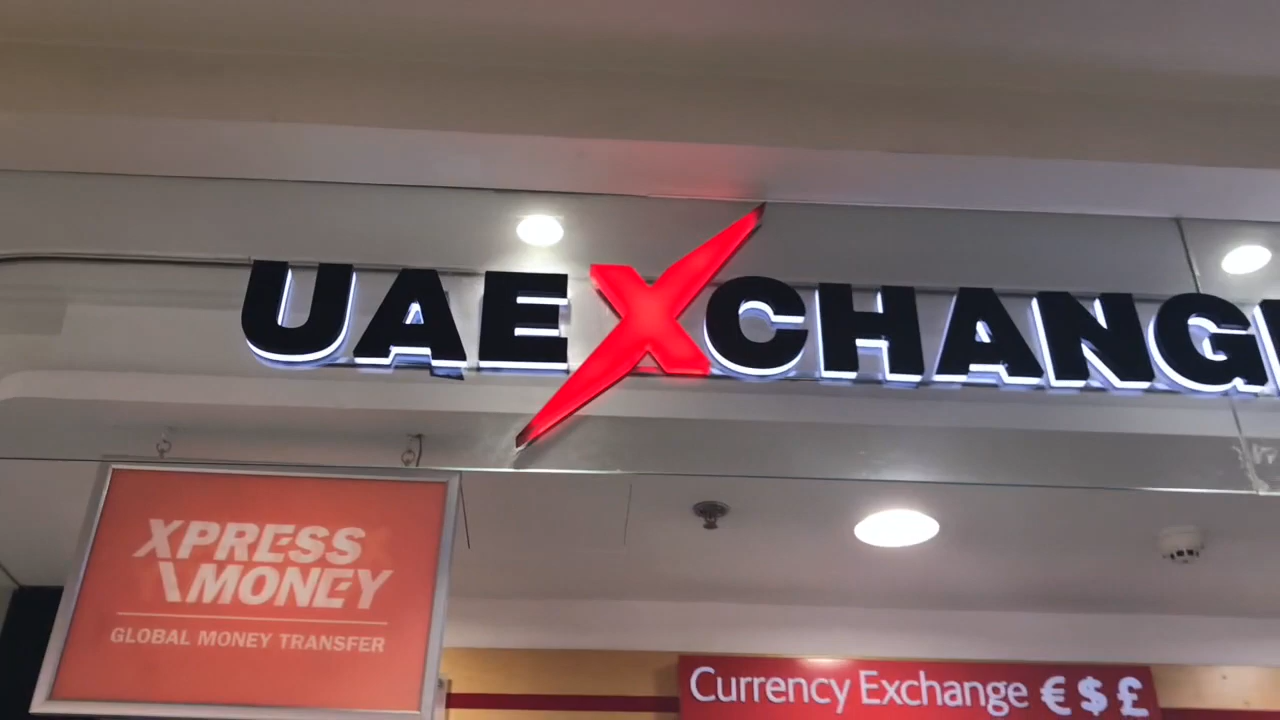 UAEXCHANG
XPRESS
MONEY
GLOBAL MONEY TRANSFER
Currency Exchange € $ £